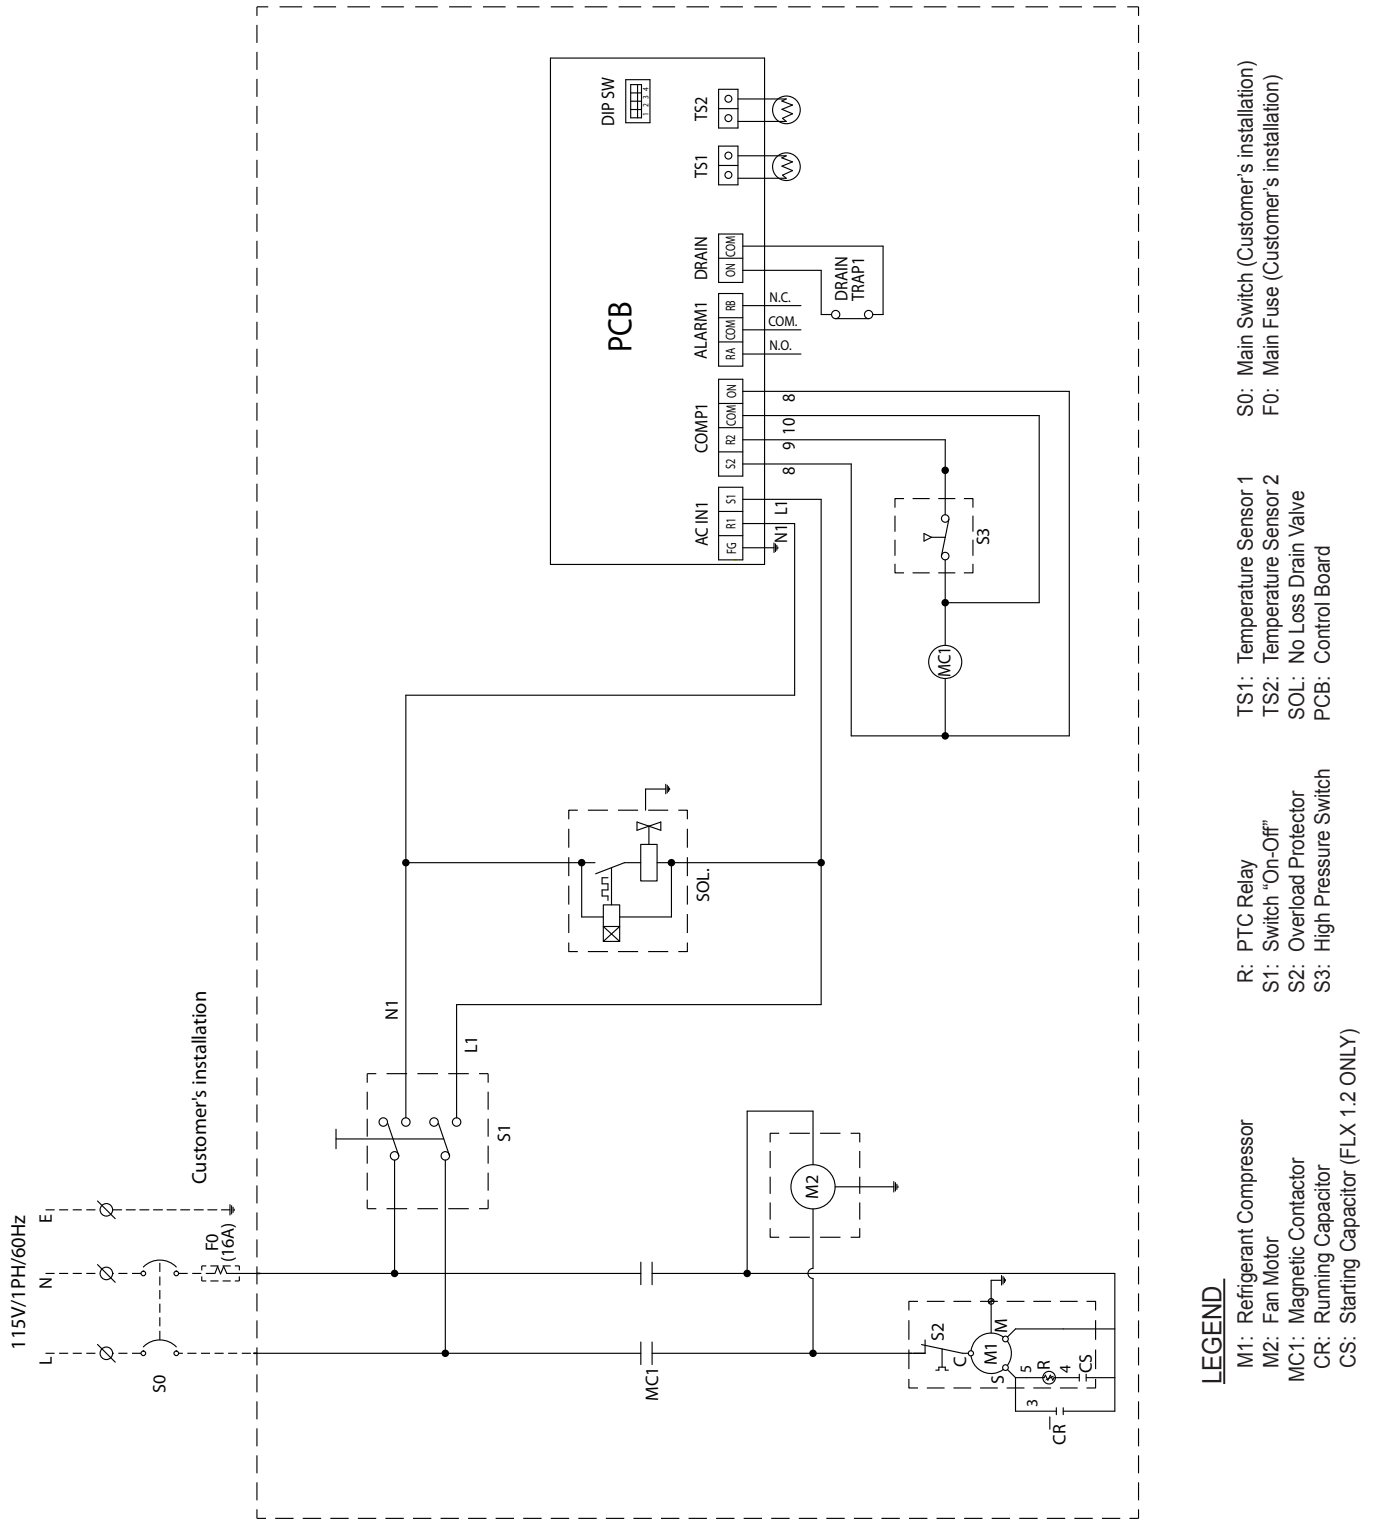 115V/1PH/60Hz
L
N
E
Customer's installation
S0
F0
(16A)
N1
L1
S1
SOL.
MC1
M2
S2
C
M1
M
S
5
R
4
CS
3
CR
PCB
DIP SW
1 2 3 4
TS2
TS1
DRAIN
ON
COM
DRAIN
TRAP1
ALARM1
RA
COM
RB
N.C.
COM.
N.O.
COMP1
S2
R2
COM
ON
8
9
10
8
AC IN1
FG
R1
S1
N1
L1
S3
MC1
LEGEND
M1: Refrigerant Compressor
M2: Fan Motor
MC1: Magnetic Contactor
CR: Running Capacitor
CS: Starting Capacitor (FLX 1.2 ONLY)
R: PTC Relay
S1: Switch “On-Off”
S2: Overload Protector
S3: High Pressure Switch
TS1: Temperature Sensor 1
TS2: Temperature Sensor 2
SOL: No Loss Drain Valve
PCB: Control Board
S0: Main Switch (Customer's installation)
F0: Main Fuse (Customer's installation)